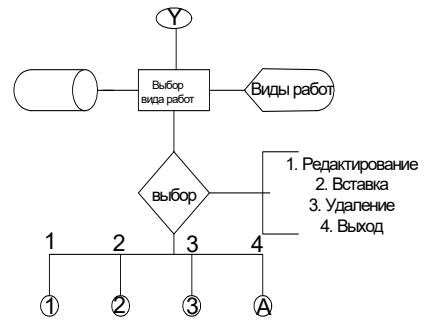 Y
Выбор
вида работ
Виды работ
выбор
1. Редактирование
2. Вставка
3. Удаление
4. Выход
1 2 3 4
1 2 3 A